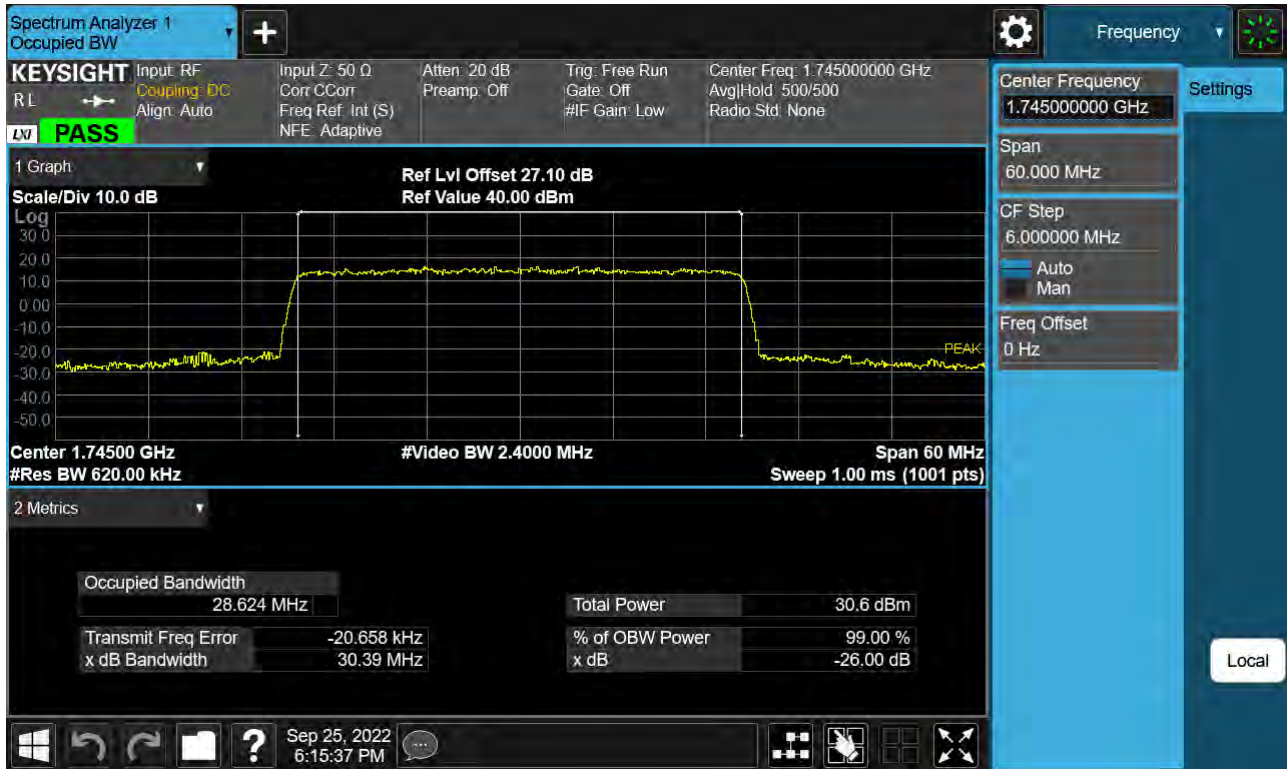 Spectrum Analyzer 1
Occupied BW
Frequency
KEYSIGHT
RL
LXI
PASS
Input: RF
Coupling: DC
Align: Auto
Input Z: 50 Ω
Corr CCorr
Freq Ref: Int (S)
NFE: Adaptive
Atten: 20 dB
Preamp: Off
Trig: Free Run
Gate: Off
#IF Gain: Low
Center Freq: 1.745000000 GHz
Avg|Hold: 500/500
Radio Std: None
1 Graph
Scale/Div 10.0 dB
Ref Lvl Offset 27.10 dB
Ref Value 40.00 dBm
Log
30.0
20.0
10.0
0.00
-10.0
-20.0
-30.0
-40.0
-50.0
PEAK
Center 1.74500 GHz
#Res BW 620.00 kHz
#Video BW 2.4000 MHz
Span 60 MHz
Sweep 1.00 ms (1001 pts)
2 Metrics
Occupied Bandwidth
28.624 MHz
Transmit Freq Error -20.658 kHz
x dB Bandwidth 30.39 MHz
Total Power 30.6 dBm
% of OBW Power 99.00 %
x dB -26.00 dB
Center Frequency
1.745000000 GHz
Span
60.000 MHz
CF Step
6.000000 MHz
Auto
Man
Freq Offset
0 Hz
Settings
Local
?
Sep 25, 2022
6:15:37 PM